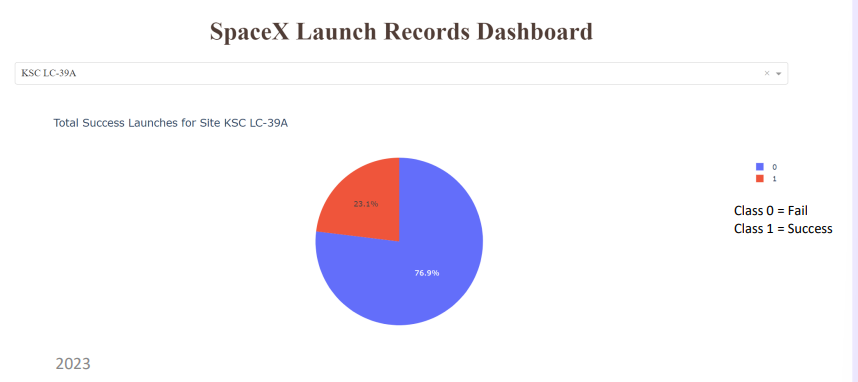 SpaceX Launch Records Dashboard
KSC LC-39A
Total Success Launches for Site KSC LC-39A
0
1
23.1%
Class 0 = Fail
Class 1 = Success
76.9%
2023